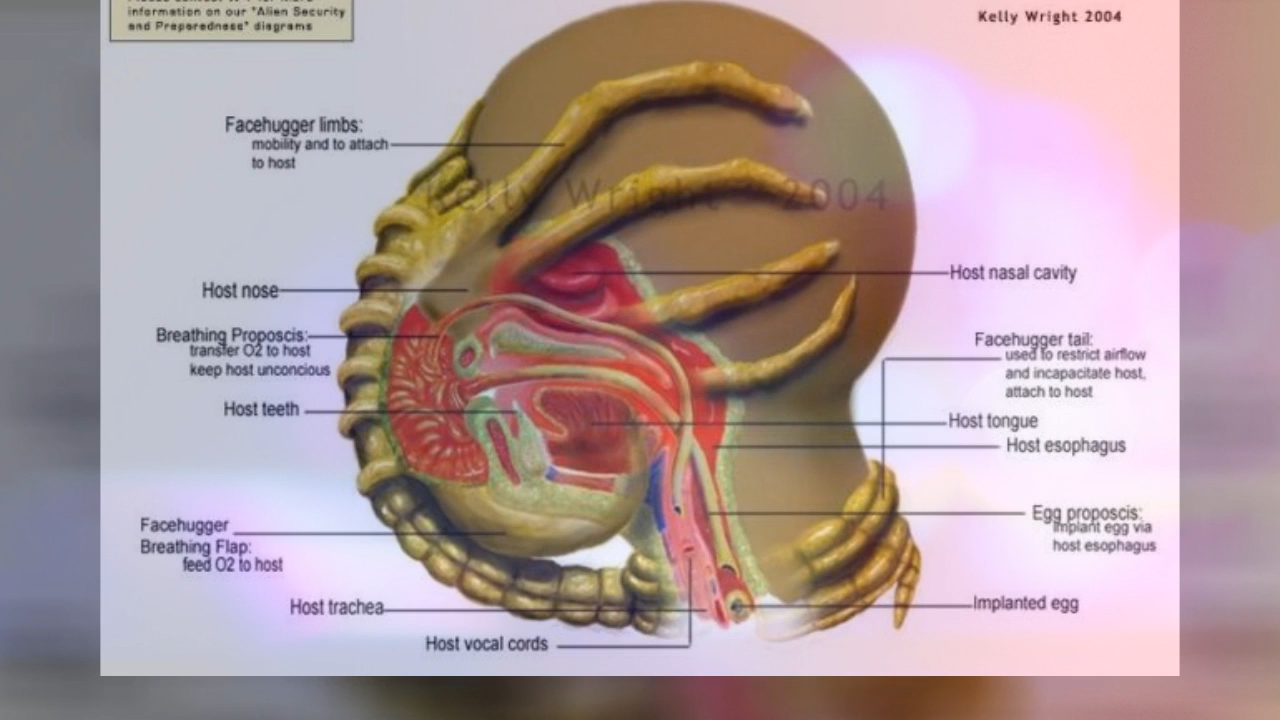 information on our "Alien Security
and Preparedness" diagrams
Kelly Wright 2004
Facehugger limbs:
mobility and to attach
to host
Kelly Wright 2004
Host nose
Host nasal cavity
Breathing Proposcis:
transfer O2 to host
keep host unconcious
Facehugger tail:
used to restrict airflow
and incapacitate host,
attach to host
Host teeth
Host tongue
Host esophagus
Facehugger
Breathing Flap:
feed O2 to host
Egg proposcis:
Implant egg via
host esophagus
Host trachea
Implanted egg
Host vocal cords